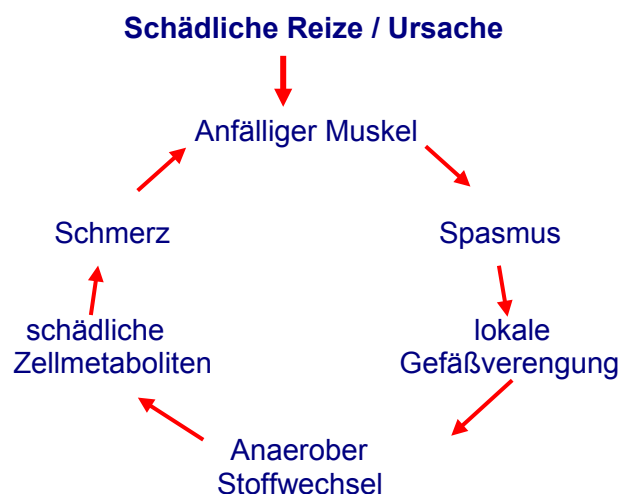 Schädliche Reize / Ursache
Anfälliger Muskel
Schmerz
Spasmus
schädliche
Zellmetaboliten
lokale
Gefäßverengung
Anaerober
Stoffwechsel